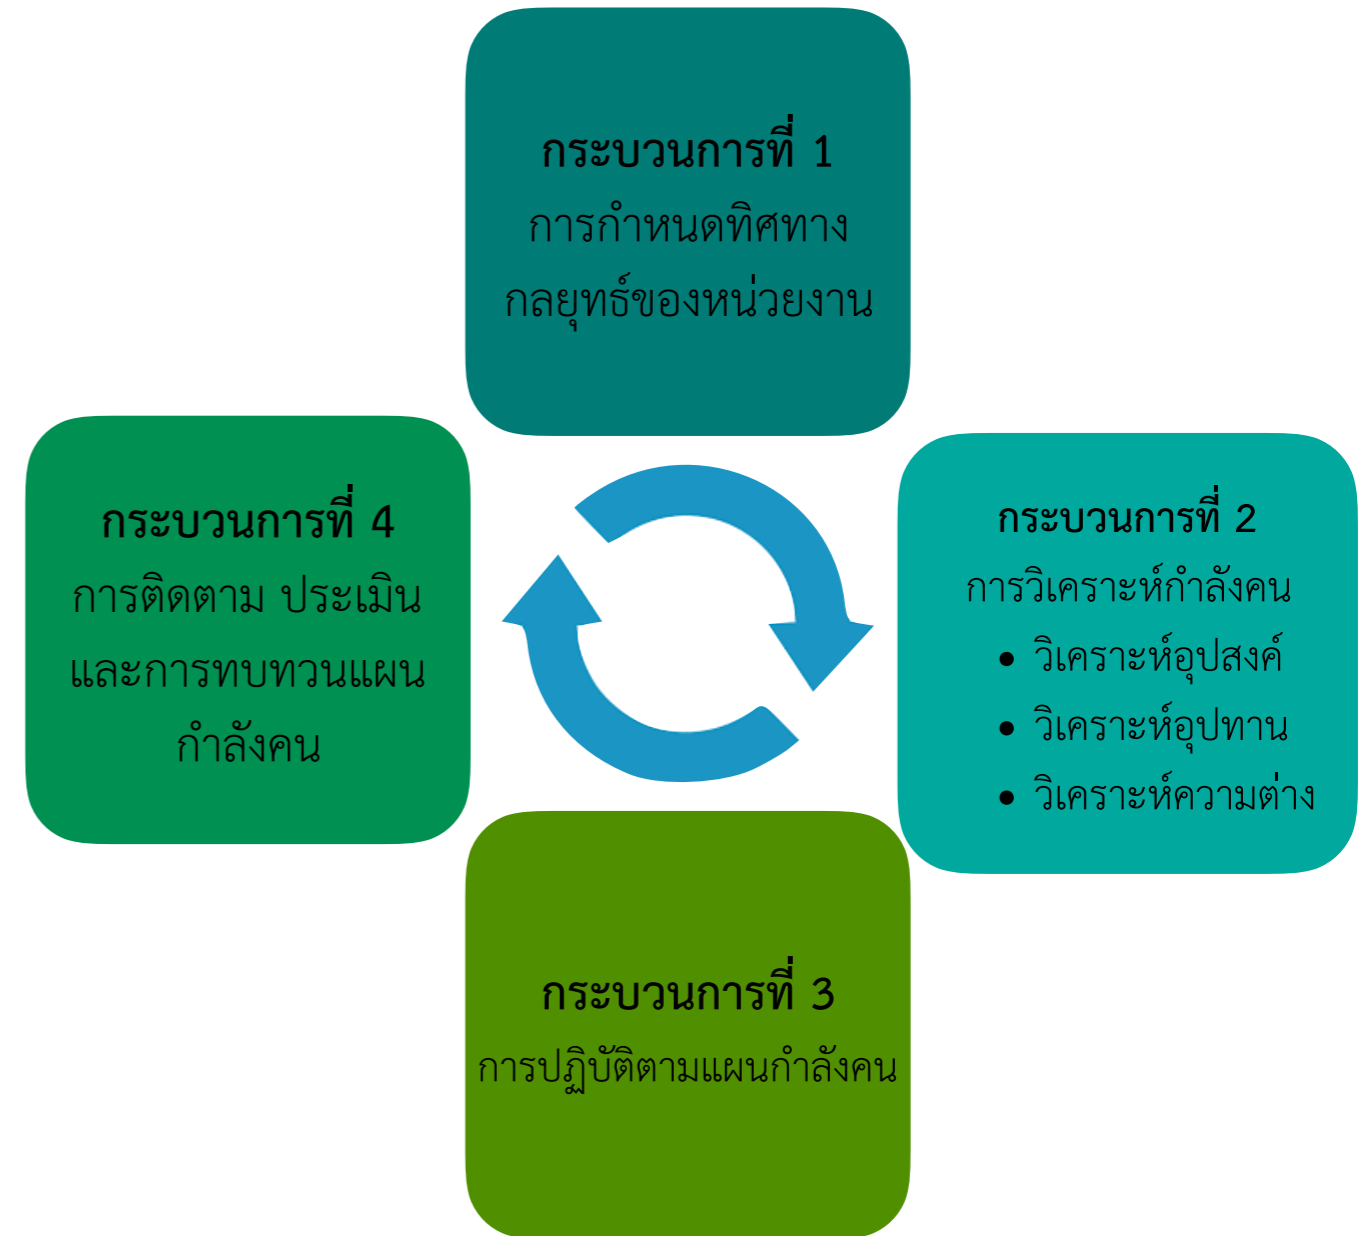 กระบวนการที่ 1
การกำหนดทิศทาง
กลยุทธ์ของหน่วยงาน
กระบวนการที่ 2
การวิเคราะห์กำลังคน
• วิเคราะห์อุปสงค์
• วิเคราะห์อุปทาน
• วิเคราะห์ความต่าง
กระบวนการที่ 3
การปฏิบัติตามแผนกำลังคน
กระบวนการที่ 4
การติดตาม ประเมิน
และการทบทวนแผน
กำลังคน